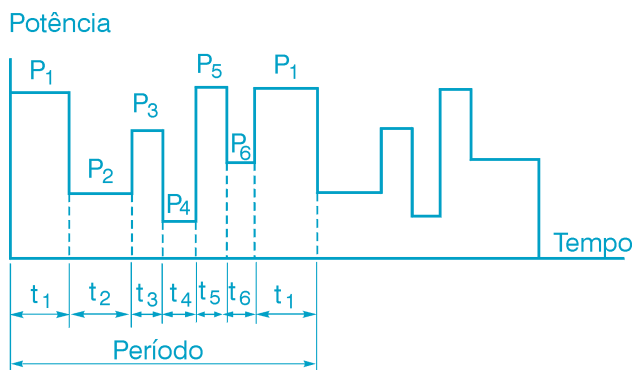 Potência
P1 P2 P3 P4 P5 P6 P1
Tempo
t1 t2 t3 t4 t5 t6 t1
Período